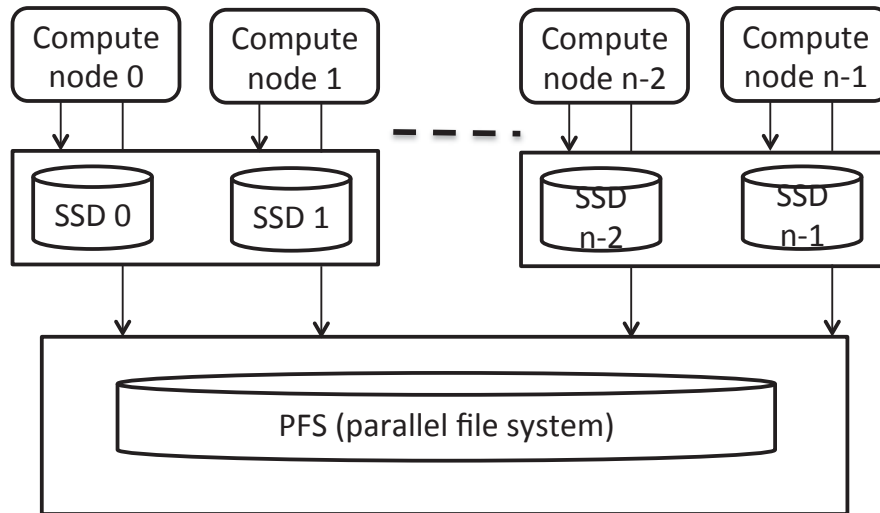 Compute
node 0
Compute
node 1
Compute
node n-2
Compute
node n-1
SSD 0
SSD 1
SSD
n-2
SSD
n-1
PFS (parallel file system)